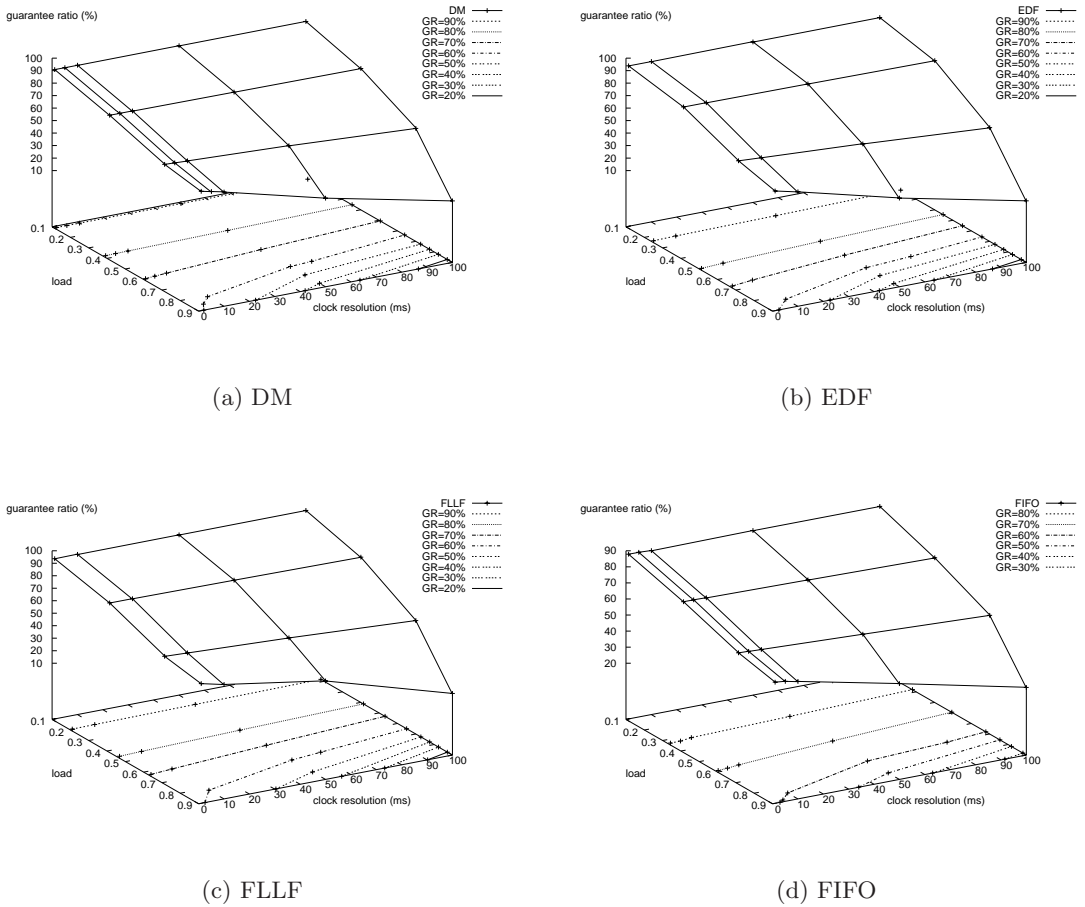 guarantee ratio (%)
DM
GR=90%
GR=80%
GR=70%
GR=60%
GR=50%
GR=40%
GR=30%
GR=20%
100
90
80
70
60
50
40
30
20
10
0.1
0.2
0.3
0.4
0.5
0.6
0.7
0.8
0.9
load
0
10
20
30
40
50
60
70
80
90
100
clock resolution (ms)
(a) DM
guarantee ratio (%)
EDF
GR=90%
GR=80%
GR=70%
GR=60%
GR=50%
GR=40%
GR=30%
GR=20%
100
90
80
70
60
50
40
30
20
10
0.1
0.2
0.3
0.4
0.5
0.6
0.7
0.8
0.9
load
0
10
20
30
40
50
60
70
80
90
100
clock resolution (ms)
(b) EDF
guarantee ratio (%)
FLLF
GR=90%
GR=80%
GR=70%
GR=60%
GR=50%
GR=40%
GR=30%
GR=20%
100
90
80
70
60
50
40
30
20
10
0.1
0.2
0.3
0.4
0.5
0.6
0.7
0.8
0.9
load
0
10
20
30
40
50
60
70
80
90
100
clock resolution (ms)
(c) FLLF
guarantee ratio (%)
FIFO
GR=80%
GR=70%
GR=60%
GR=50%
GR=40%
GR=30%
90
80
70
60
50
40
30
20
0.1
0.2
0.3
0.4
0.5
0.6
0.7
0.8
0.9
load
0
10
20
30
40
50
60
70
80
90
100
clock resolution (ms)
(d) FIFO